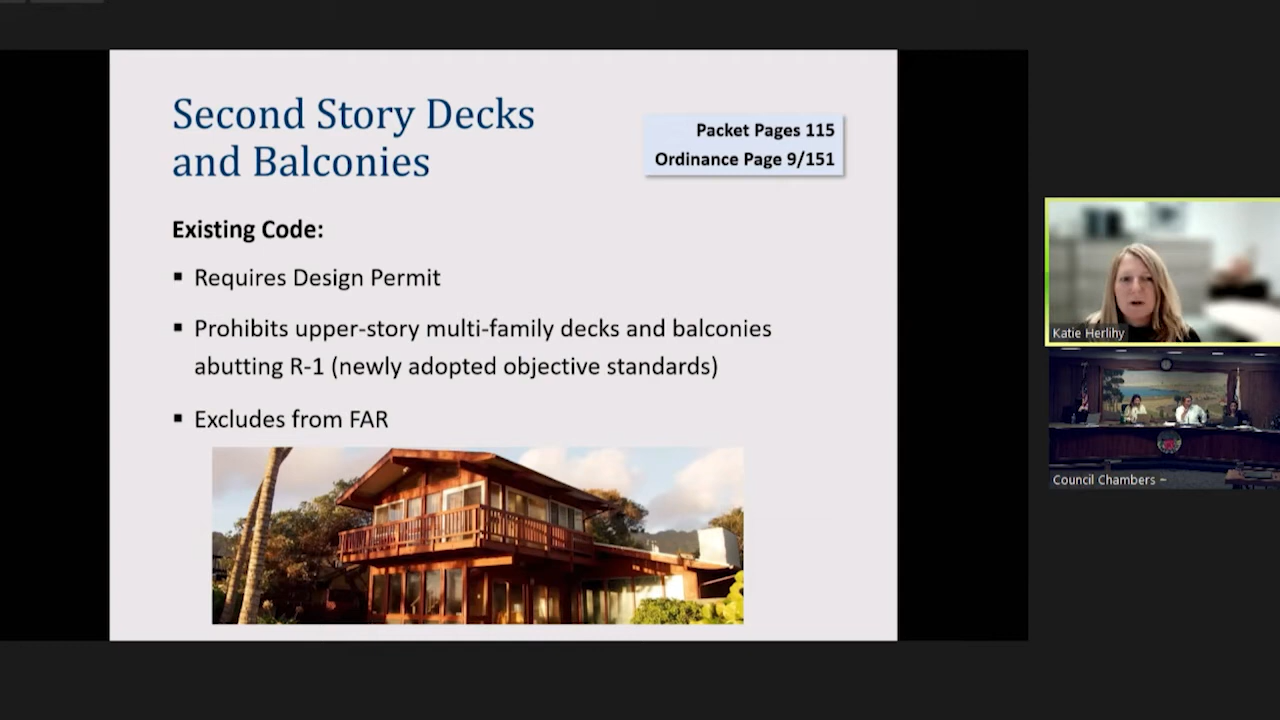 Second Story Decks
and Balconies
Packet Pages 115
Ordinance Page 9/151
Existing Code:
▪ Requires Design Permit
▪ Prohibits upper-story multi-family decks and balconies
abutting R-1 (newly adopted objective standards)
▪ Excludes from FAR
Katie Herlihy
Council Chambers ~